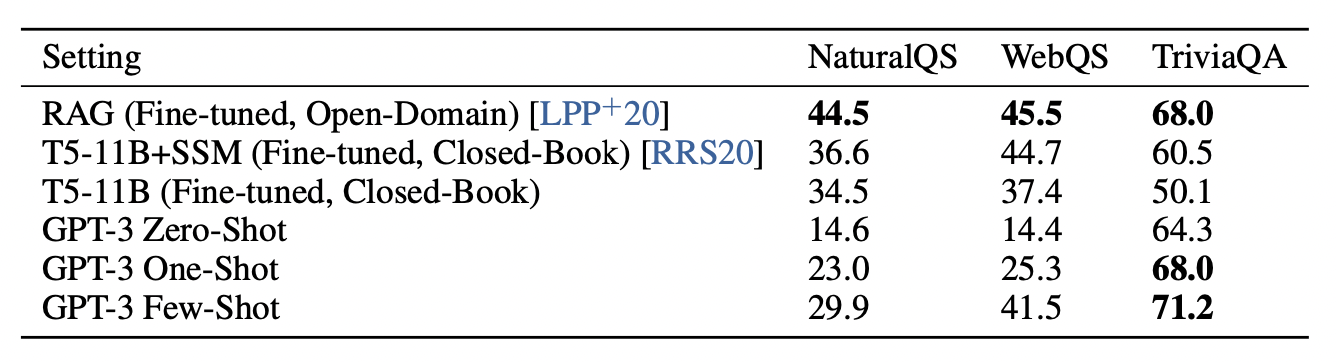 Setting NaturalQS WebQS TriviaQA
RAG (Fine-tuned, Open-Domain) [LPP+20] 44.5 45.5 68.0
T5-11B+SSM (Fine-tuned, Closed-Book) [RRS20] 36.6 44.7 60.5
T5-11B (Fine-tuned, Closed-Book) 34.5 37.4 50.1
GPT-3 Zero-Shot 14.6 14.4 64.3
GPT-3 One-Shot 23.0 25.3 68.0
GPT-3 Few-Shot 29.9 41.5 71.2